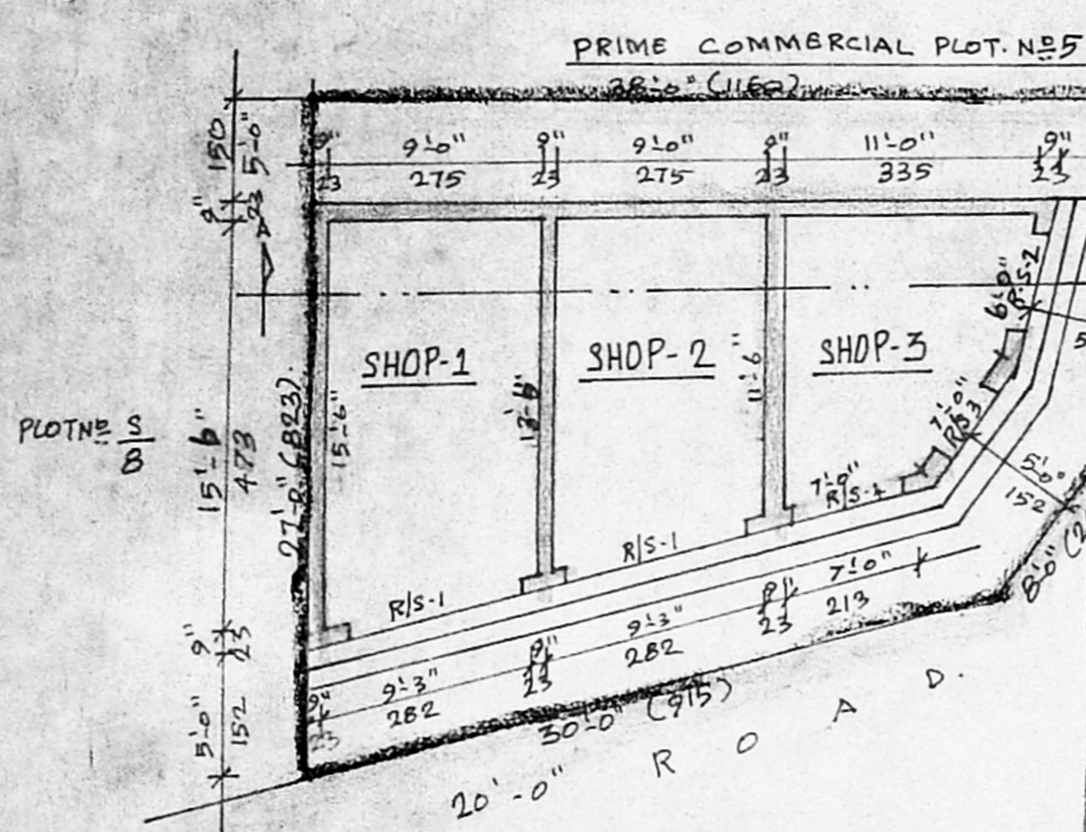 PRIME COMMERCIAL PLOT. Nº 5
38'-0" (1160)
150
5'-0"
9" 9'-0" 9" 9'-0" 9" 11'-0" 9"
23 275 23 275 23 335 23
9"
23
A
6'-0"
R-S-2
SHOP-1
SHOP-2
SHOP-3
PLOT Nº S/8
15'-6"
473
27'-0" (823).
15'-6"
13'-6"
11'-6"
7'-0"
R/S 3
7'-0"
R/S-1
5'-0"
152
R/S-1
R/S-1
8'-0"
9"
23
5'-0"
152
9" 9'-3" 9" 9'-3" 9" 7'-0"
23 282 23 282 23 213
30'-0" (915)
20'-0" ROAD.